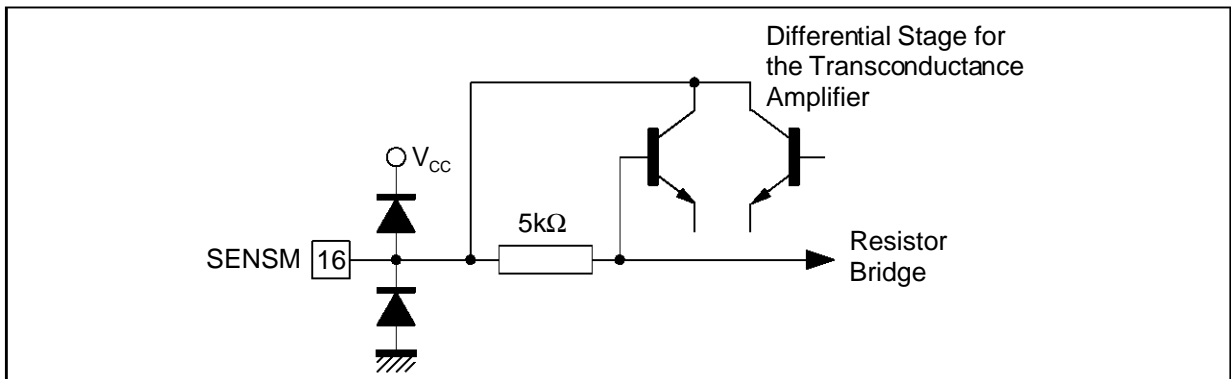 Differential Stage for
the Transconductance
Amplifier
VCC
5kΩ
SENSM 16
Resistor
Bridge